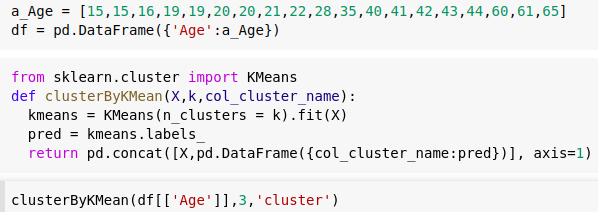 a_Age = [15,15,16,19,19,20,20,21,22,28,35,40,41,42,43,44,60,61,65]
df = pd.DataFrame({'Age':a_Age})
from sklearn.cluster import KMeans
def clusterByKMean(X,k,col_cluster_name):
  kmeans = KMeans(n_clusters = k).fit(X)
  pred = kmeans.labels_
  return pd.concat([X,pd.DataFrame({col_cluster_name:pred})], axis=1)
clusterByKMean(df[['Age']],3,'cluster')